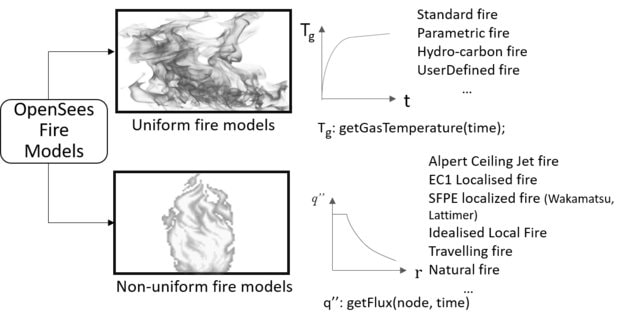 OpenSees
Fire
Models
Uniform fire models
Tg
t
Standard fire
Parametric fire
Hydro-carbon fire
UserDefined fire
...
Tg: getGasTemperature(time);
Non-uniform fire models
q''
r
Alpert Ceiling Jet fire
EC1 Localised fire
SFPE localized fire (Wakamatsu,
Lattimer)
Idealised Local Fire
Travelling fire
Natural fire
...
q'': getFlux(node, time)